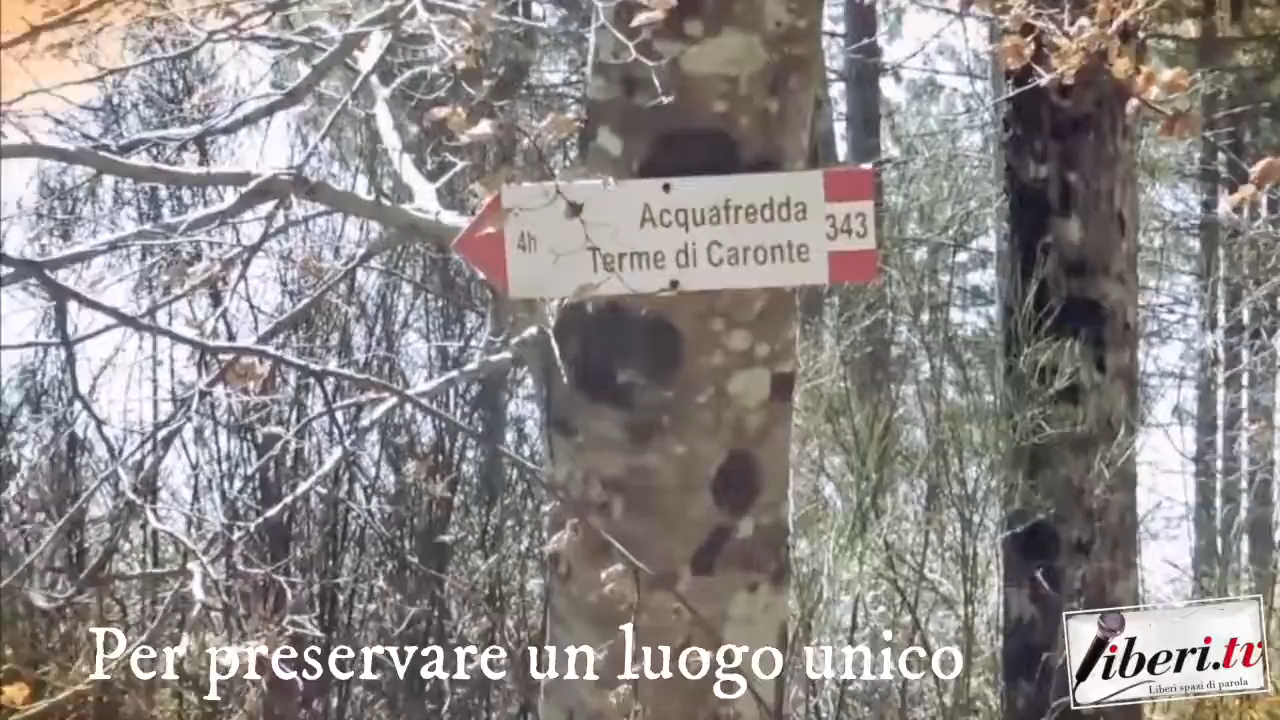 Acquafredda
4h
Terme di Caronte
343
Per preservare un luogo unico
Liberi.tv
Liberi spazi di parola